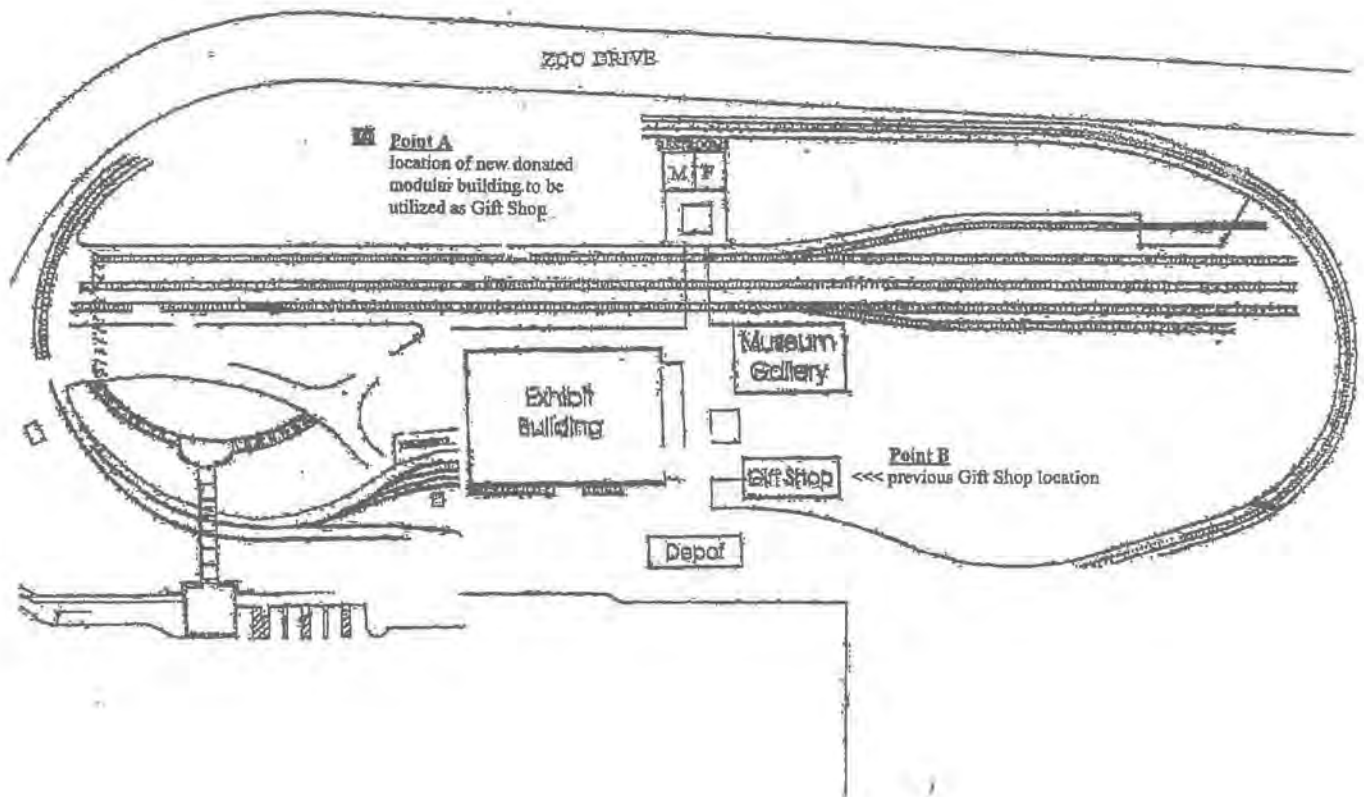 ZOO DRIVE
Point A
location of new donated
modular building to be
utilized as Gift Shop
RESTROOMS
M F
Museum
Gallery
Exhibit
Building
Point B
Gift Shop <<< previous Gift Shop location
Depot